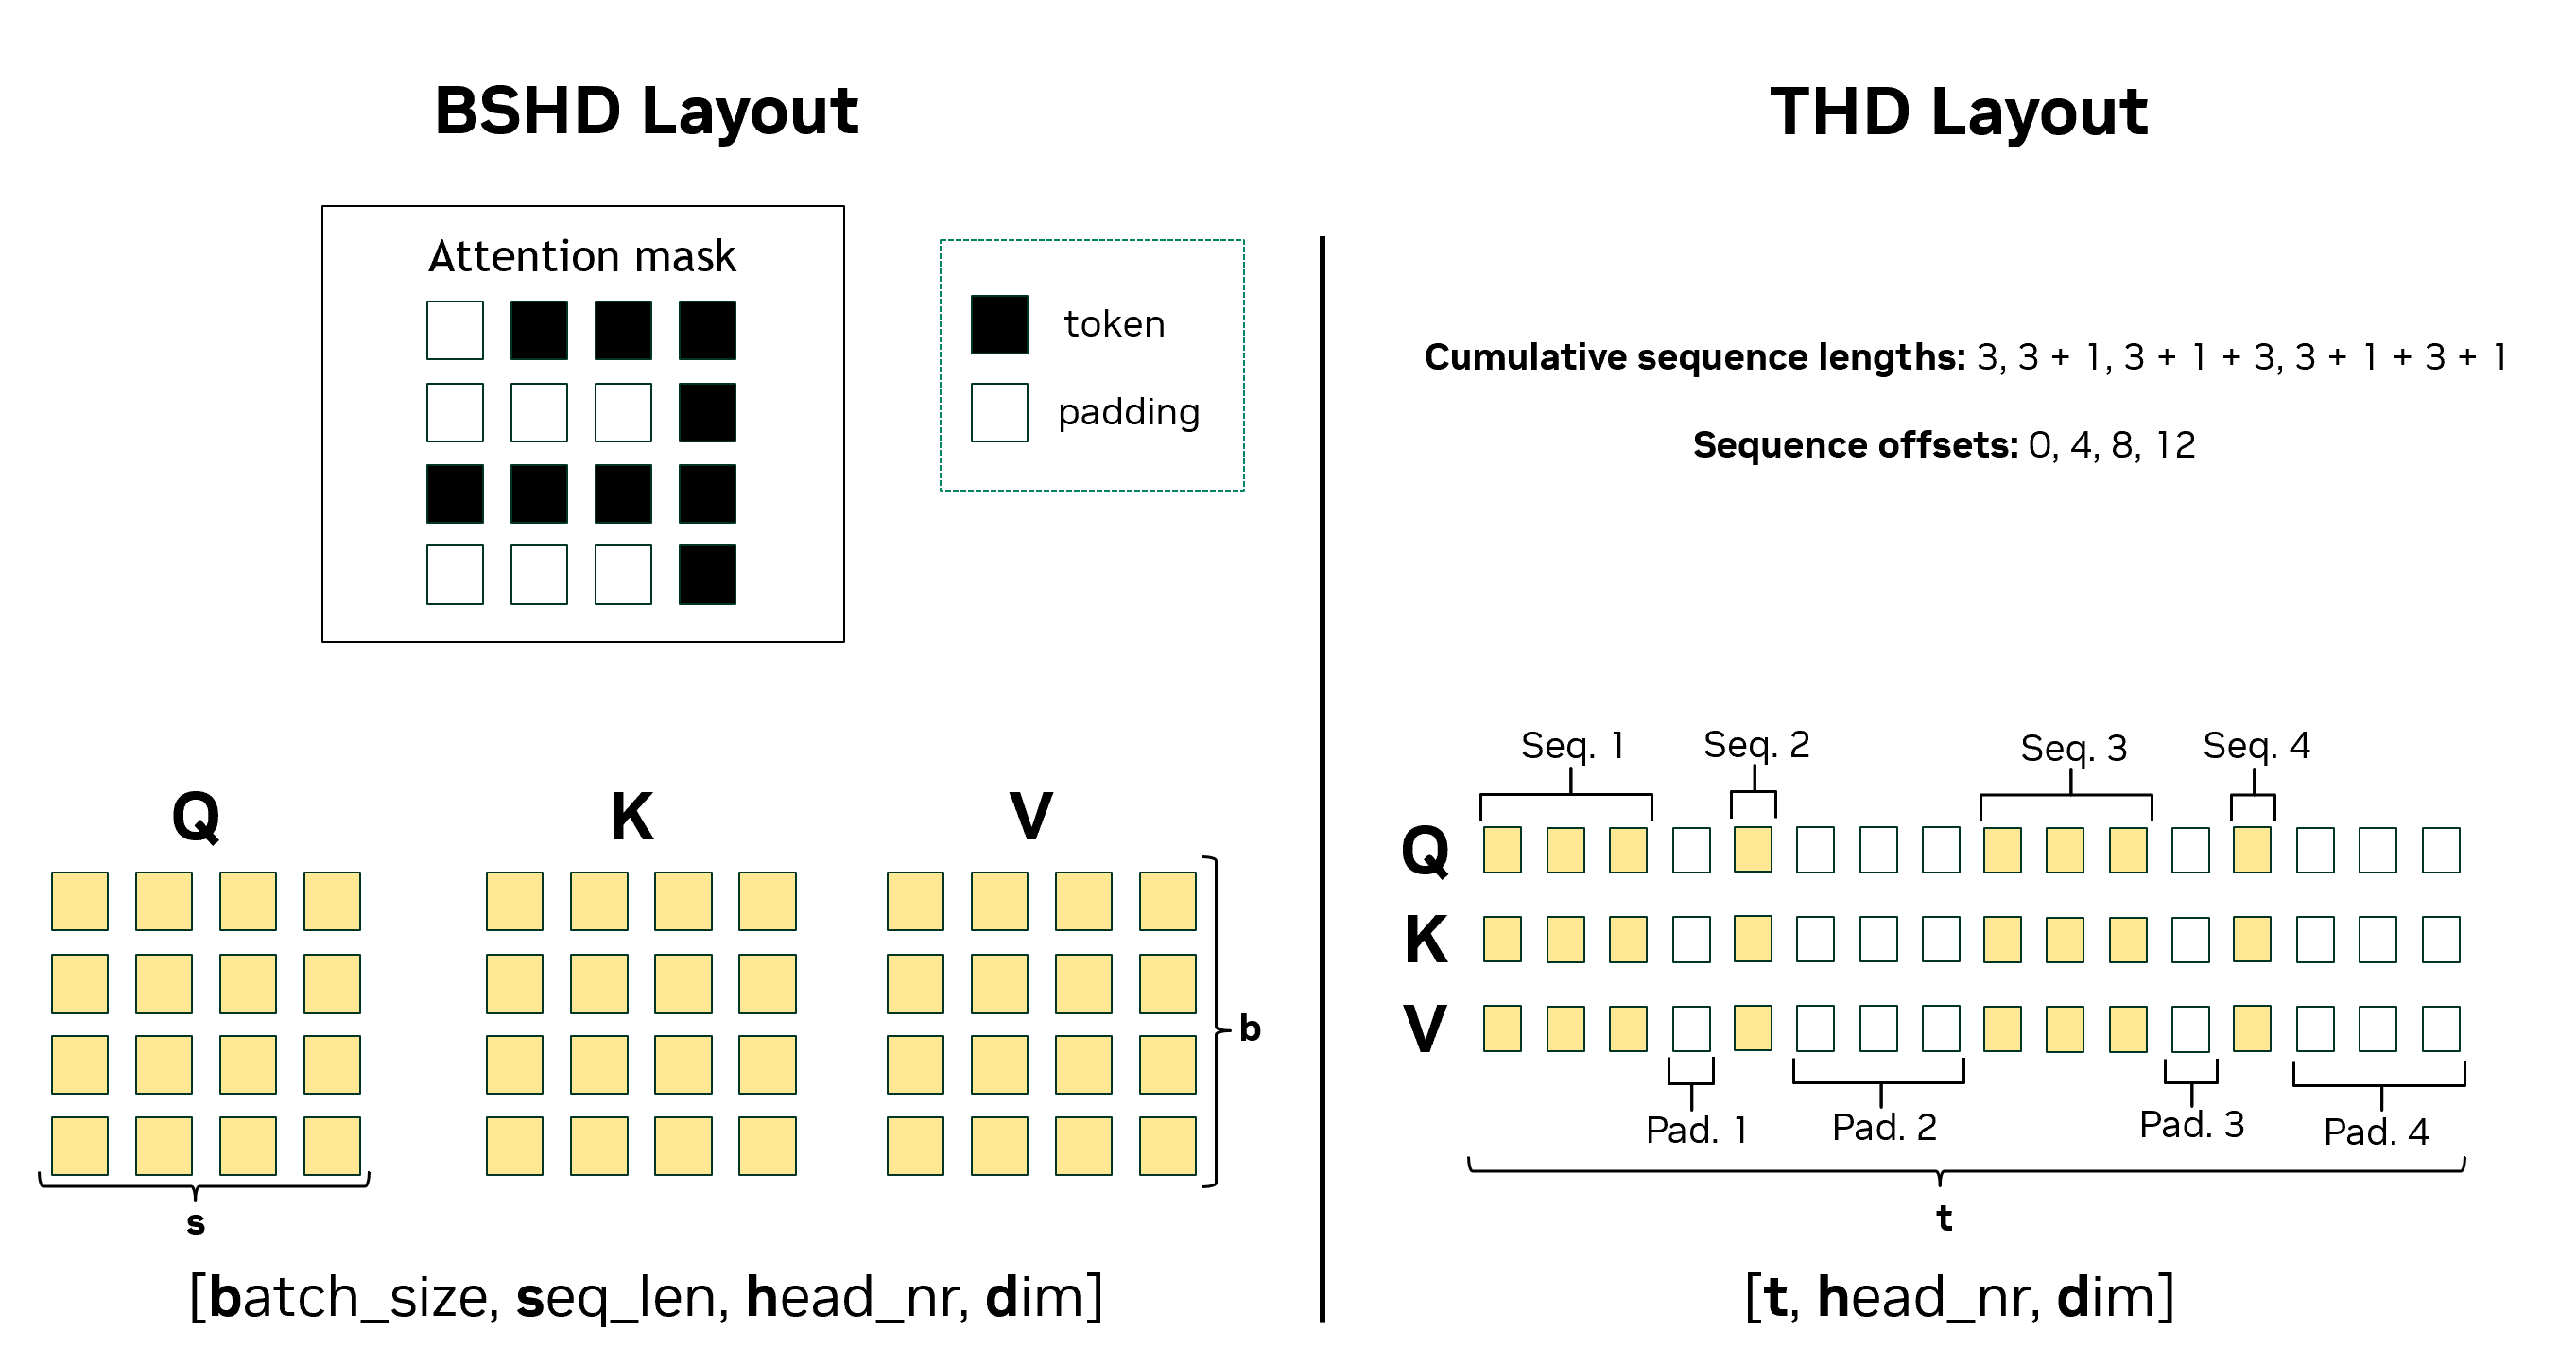 BSHD Layout
Attention mask
token
padding
Q K V
b
s
[batch_size, seq_len, head_nr, dim]
THD Layout
Cumulative sequence lengths: 3, 3 + 1, 3 + 1 + 3, 3 + 1 + 3 + 1
Sequence offsets: 0, 4, 8, 12
Seq. 1 Seq. 2 Seq. 3 Seq. 4
Q
K
V
Pad. 1 Pad. 2 Pad. 3 Pad. 4
t
[t, head_nr, dim]